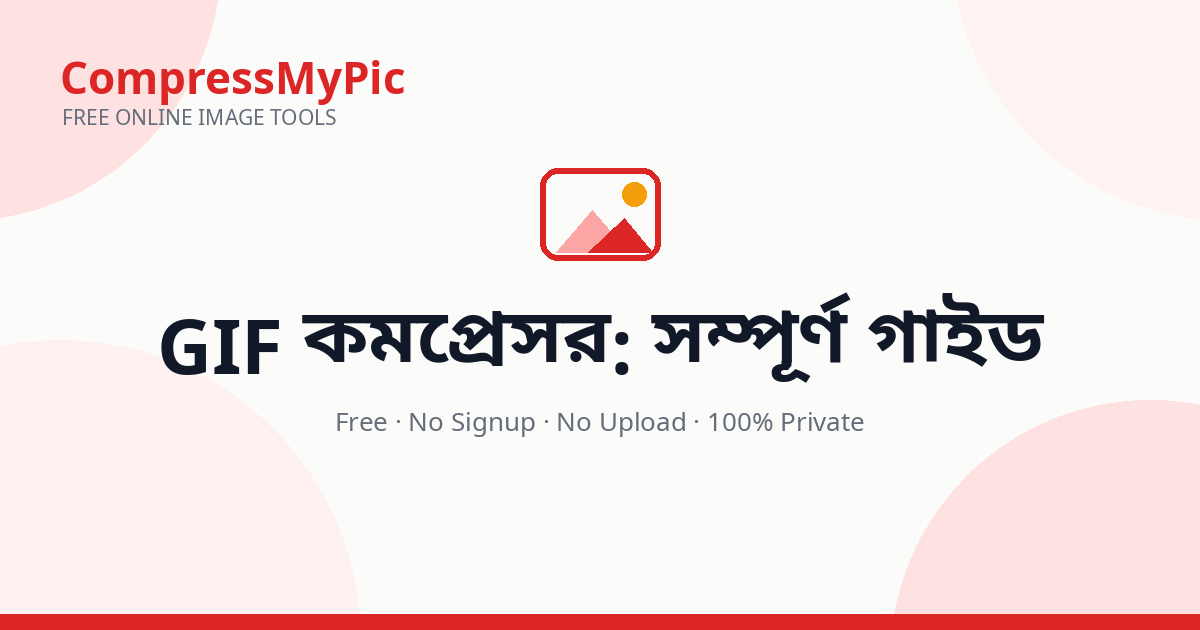 CompressMyPic
FREE ONLINE IMAGE TOOLS
GIF কমপ্রেসর: সম্পূর্ণ গাইড
Free · No Signup · No Upload · 100% Private